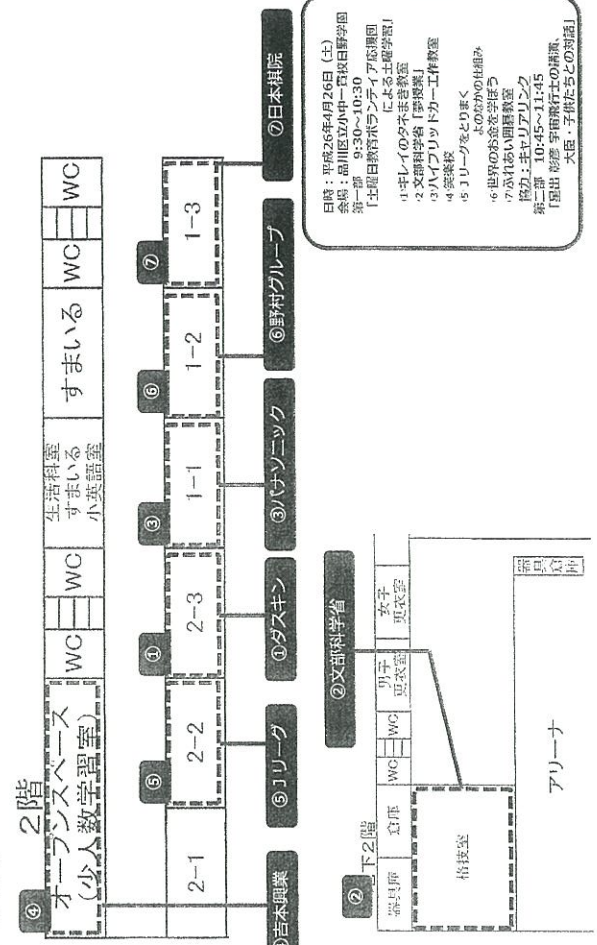 2階
④
オープンスペース
(少人数学習室)
WC
WC
生活科室
すまいる
小英語室
すまいる
WC
WC
2-1
⑤
2-2
①
2-3
③
1-1
⑥
1-2
⑦
1-3
吉本興業
⑤Jリーグ
①ダスキン
③パナソニック
⑥野村グループ
⑦日本棋院
②
下2階
器具庫
倉庫
WC
WC
男子
更衣室
女子
更衣室
格技室
②文部科学省
アリーナ
器具倉庫
日時:平成26年4月26日(土)
会場:品川区立小中一貫校日野学園
第一部 9:30~10:30
「土曜日教育ボランティア応援団
による土曜学習」
・1・キレイのタネまき教室
・2 文部科学省「夢授業」
・3・ハイブリッドカー工作教室
・4・笑楽校
・5 Jリーグをとりまく
よのなかの仕組み
・6・世界のお金を学ぼう
・7・ふれあい囲碁教室
協力:キャリアリンク
第二部 10:45~11:45
「星出 彰彦 宇宙飛行士の講演、
大臣・子供たちとの対話」